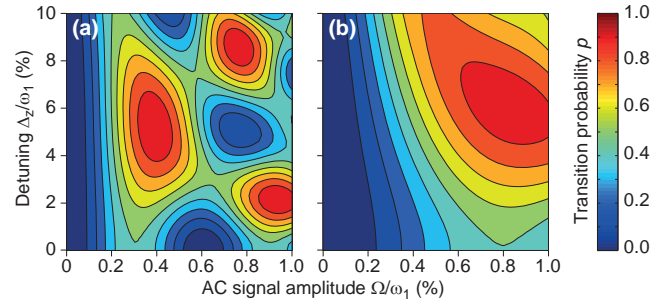 (a)
(b)
Detuning Δz/ω1 (%)
10
8
6
4
2
0
0 0.2 0.4 0.6 0.8 1.0
0 0.2 0.4 0.6 0.8 1.0
AC signal amplitude Ω/ω1 (%)
1.0
0.8
0.6
0.4
0.2
0.0
Transition probability p